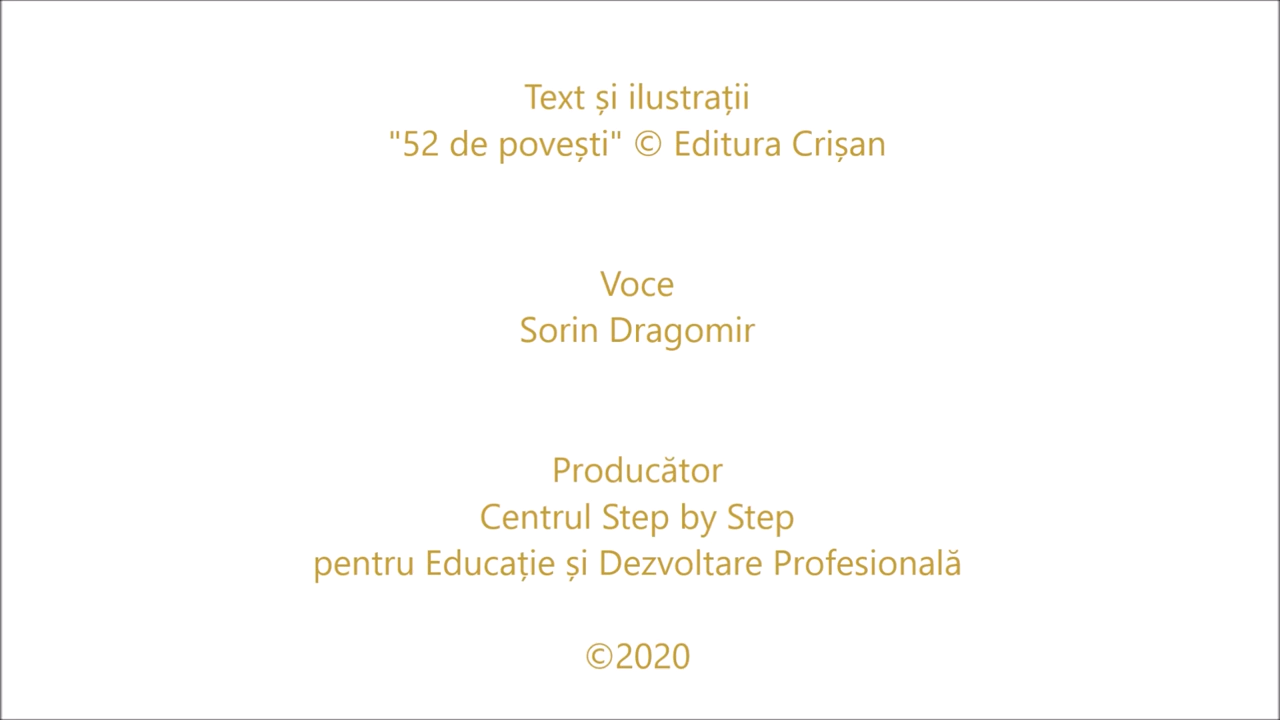 Text și ilustrații
"52 de povești" © Editura Crișan
Voce
Sorin Dragomir
Producător
Centrul Step by Step
pentru Educație și Dezvoltare Profesională
©2020